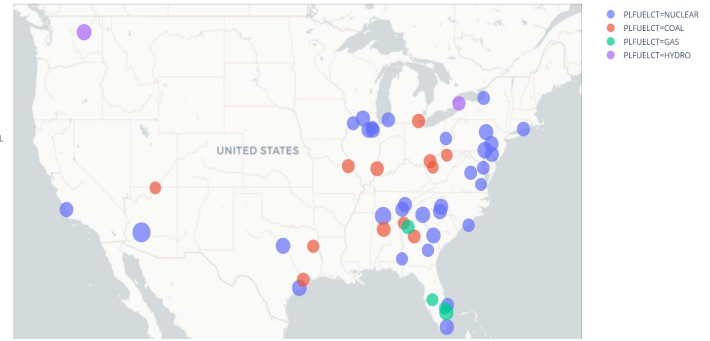 PLFUELCT=NUCLEAR
PLFUELCT=COAL
PLFUELCT=GAS
PLFUELCT=HYDRO
UNITED STATES